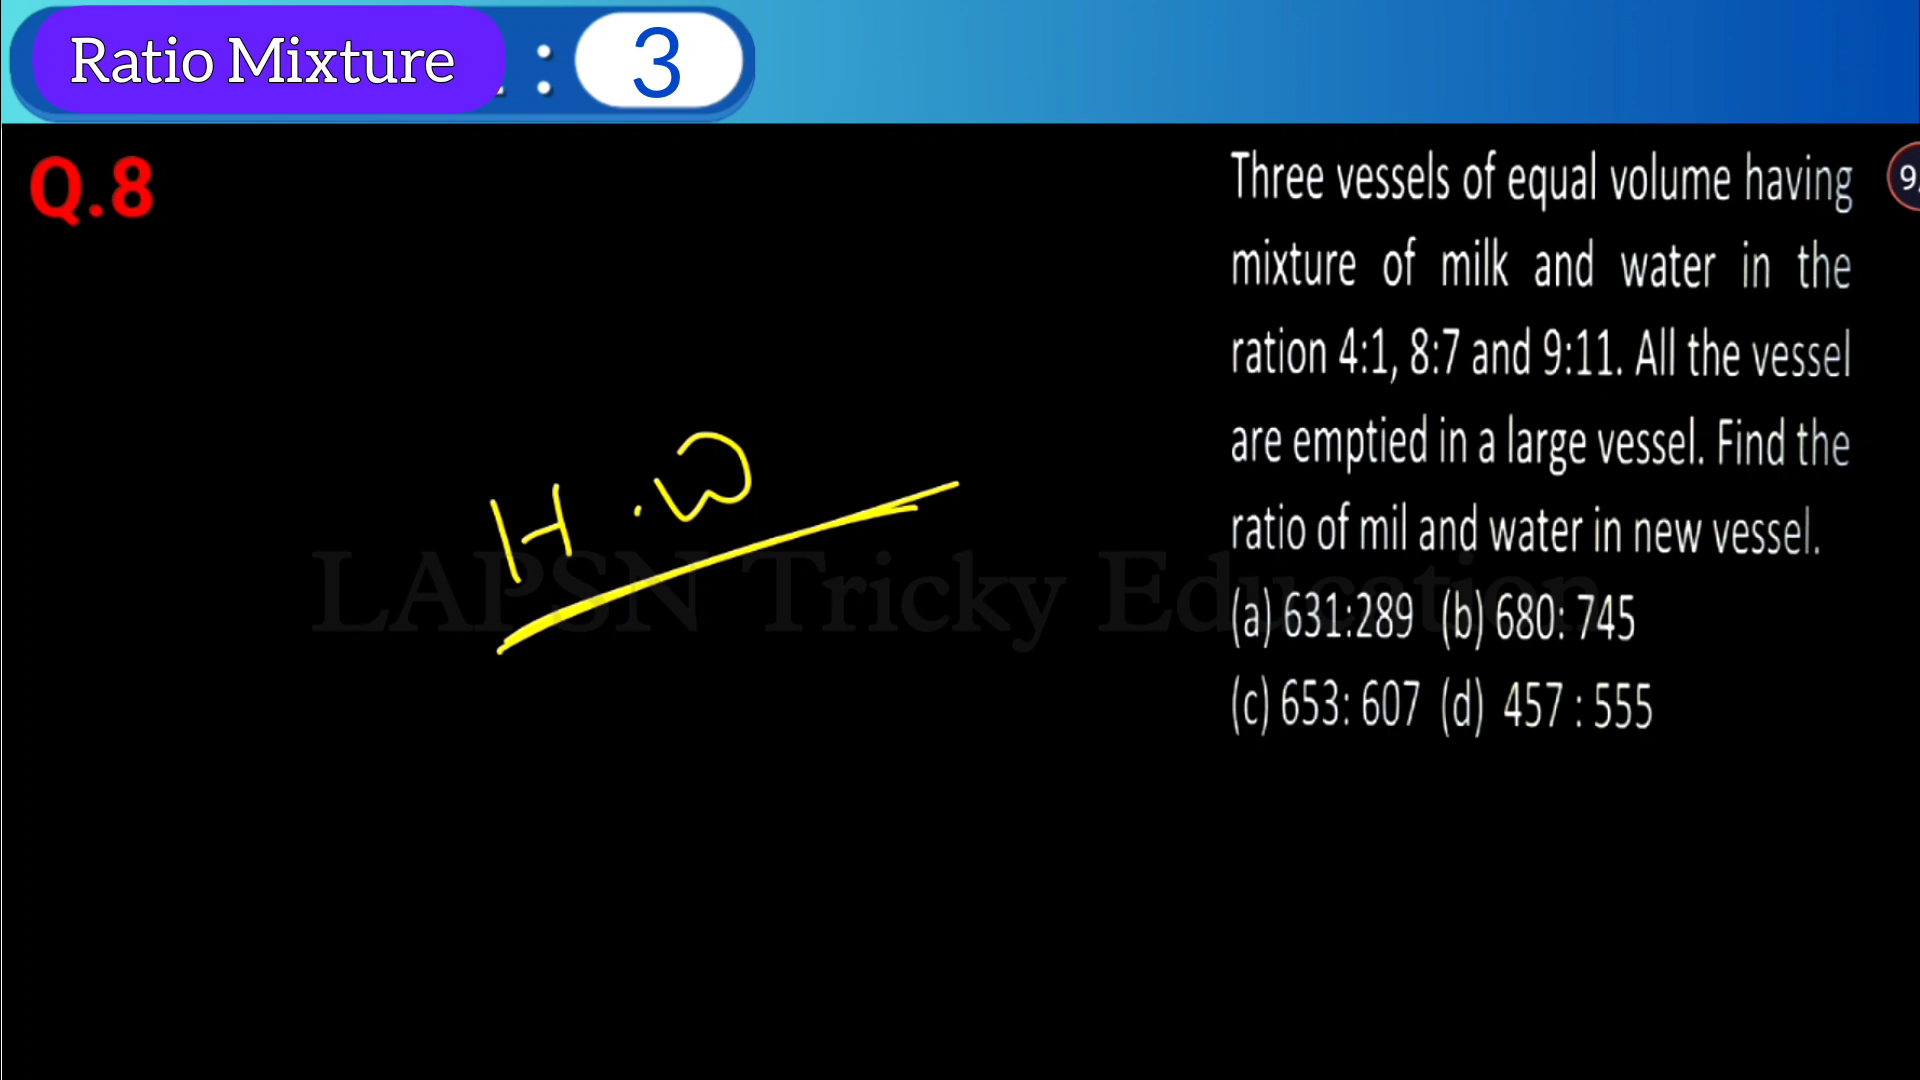 Ratio Mixture : 3
Q.8
Three vessels of equal volume having
mixture of milk and water in the
ration 4:1, 8:7 and 9:11. All the vessel
are emptied in a large vessel. Find the
ratio of mil and water in new vessel.
(a) 631:289 (b) 680: 745
(c) 653: 607 (d) 457 : 555
H.W
LAPSN Tricky Education